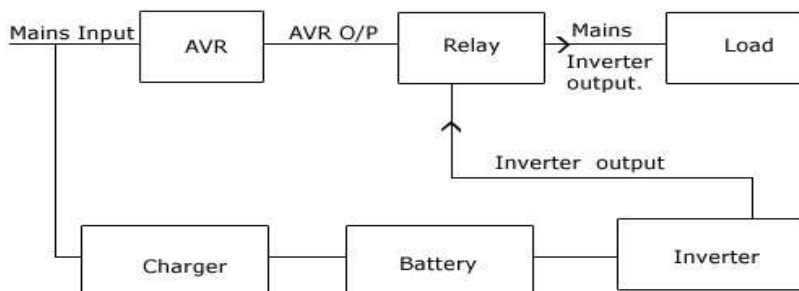 Mains Input
AVR
AVR O/P
Relay
Mains
Inverter
output.
Load
Inverter output
Charger
Battery
Inverter